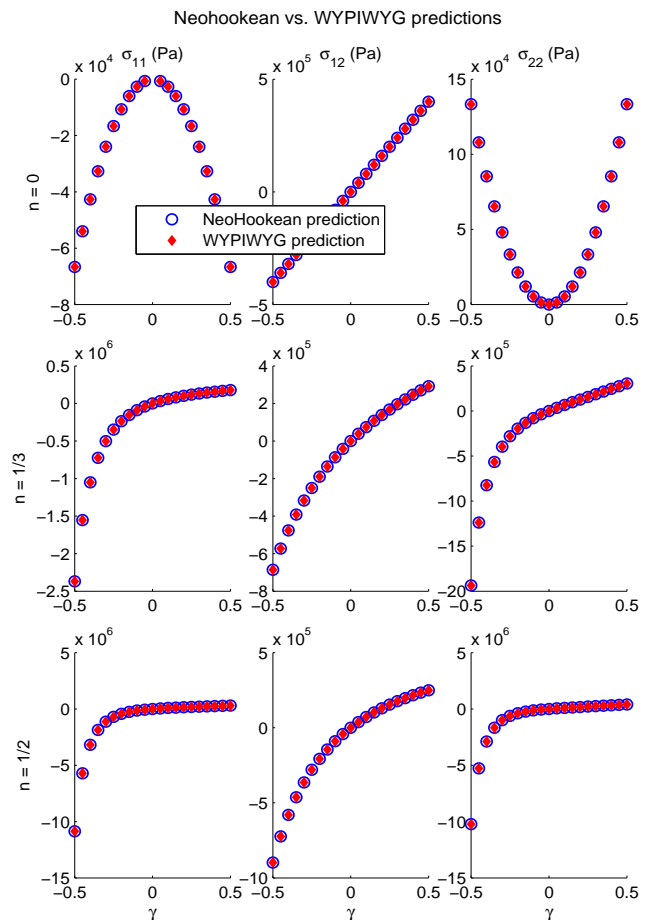 Neohookean vs. WYPIWYG predictions
σ11 (Pa)
σ12 (Pa)
σ22 (Pa)
x 10^4
x 10^5
x 10^4
n = 0
0
−2
−4
−6
−8
5
0
15
10
5
0
NeoHookean prediction
WYPIWYG prediction
−0.5 0 0.5
−0.5 0 0.5
−0.5 0 0.5
x 10^6
x 10^5
x 10^5
n = 1/3
0.5
0
−0.5
−1
−1.5
−2
−2.5
4
2
0
−2
−4
−6
−8
10
5
0
−5
−10
−15
−20
−0.5 0 0.5
−0.5 0 0.5
−0.5 0 0.5
x 10^6
x 10^5
x 10^6
n = 1/2
5
0
−5
−10
−15
5
0
−5
−10
5
0
−5
−10
−15
−0.5 0 0.5
−0.5 0 0.5
−0.5 0 0.5
γ
γ
γ